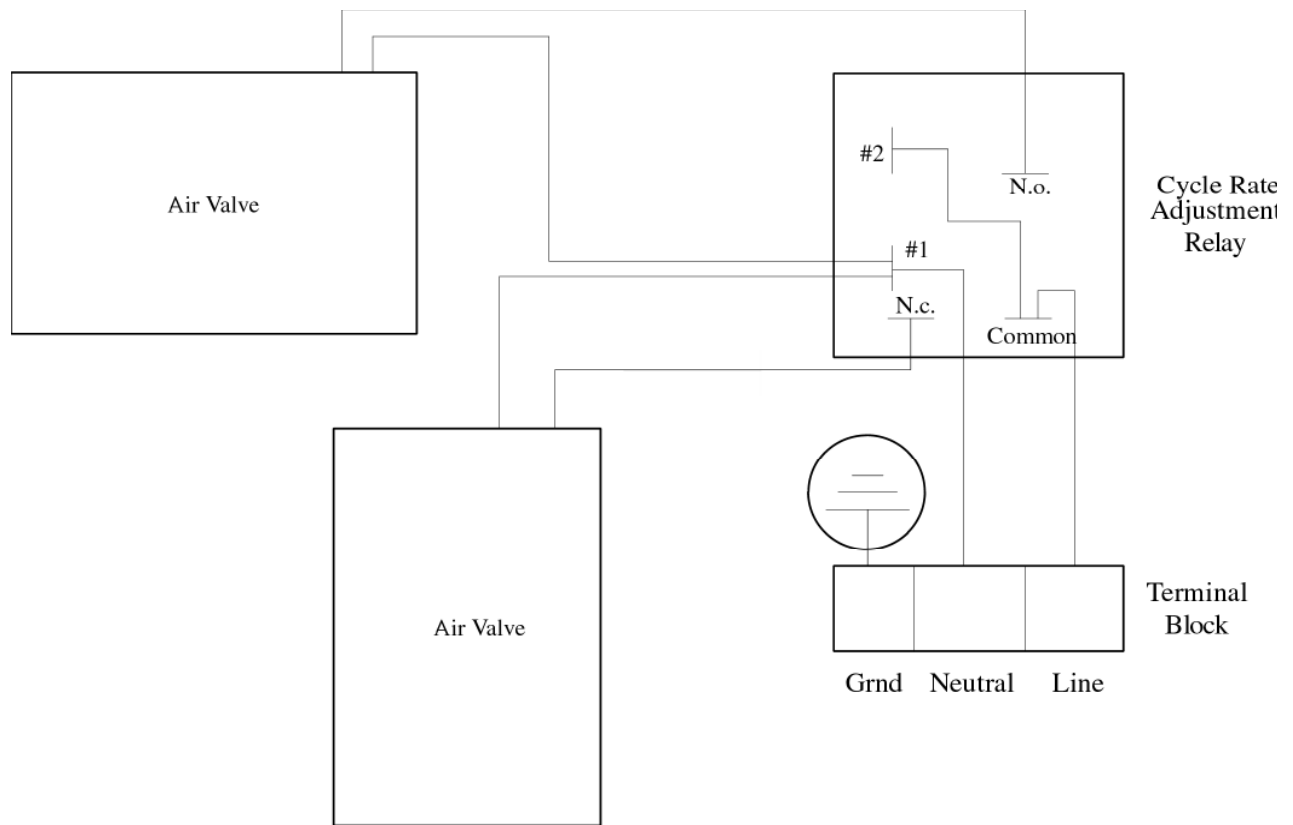 #2
N.o.
Cycle Rate
Adjustment
Relay
Air Valve
#1
N.c.
Common
Air Valve
Terminal
Block
Grnd
Neutral
Line